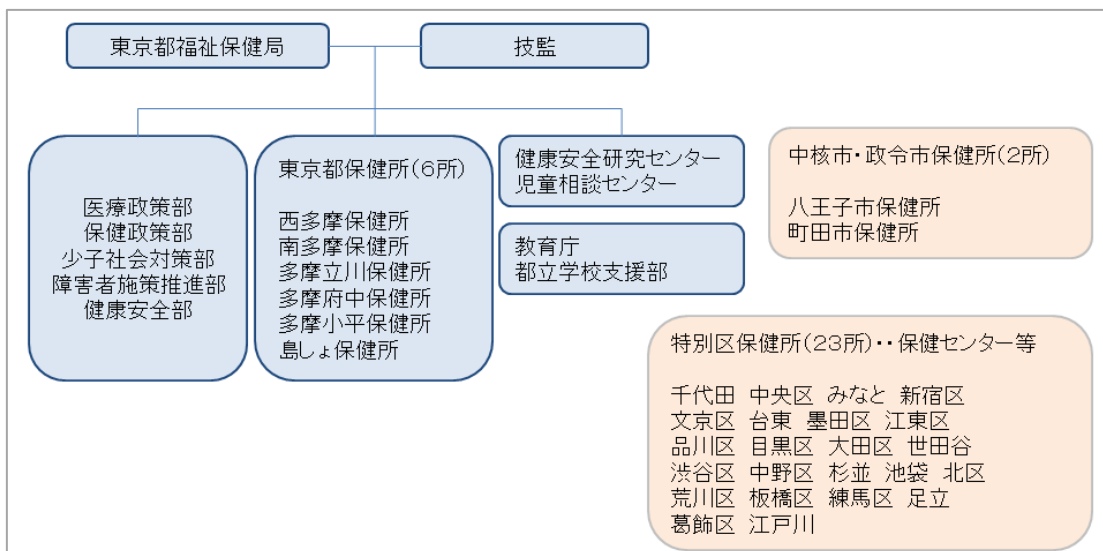 東京都福祉保健局
技監
医療政策部
保健政策部
少子社会対策部
障害者施策推進部
健康安全部
東京都保健所(6所)
西多摩保健所
南多摩保健所
多摩立川保健所
多摩府中保健所
多摩小平保健所
島しょ保健所
健康安全研究センター
児童相談センター
教育庁
都立学校支援部
中核市・政令市保健所(2所)
八王子市保健所
町田市保健所
特別区保健所(23所)・・保健センター等
千代田 中央区 みなと 新宿区
文京区 台東 墨田区 江東区
品川区 目黒区 大田区 世田谷
渋谷区 中野区 杉並 池袋 北区
荒川区 板橋区 練馬区 足立
葛飾区 江戸川